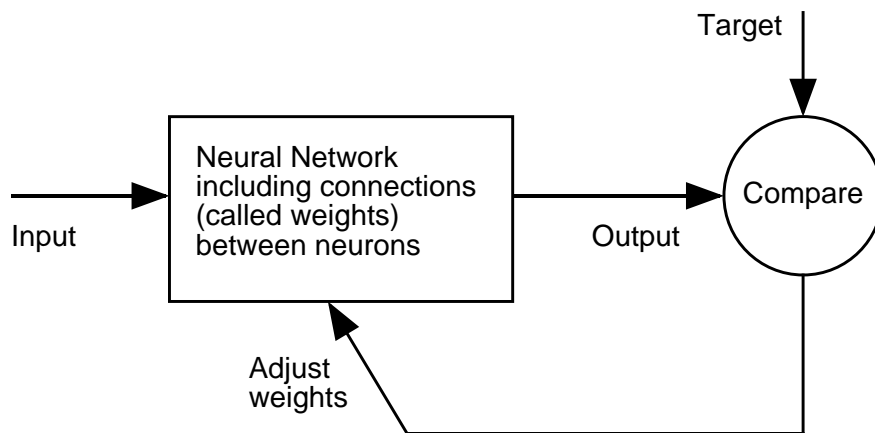 Target
Neural Network
including connections
(called weights)
between neurons
Compare
Input
Output
Adjust
weights